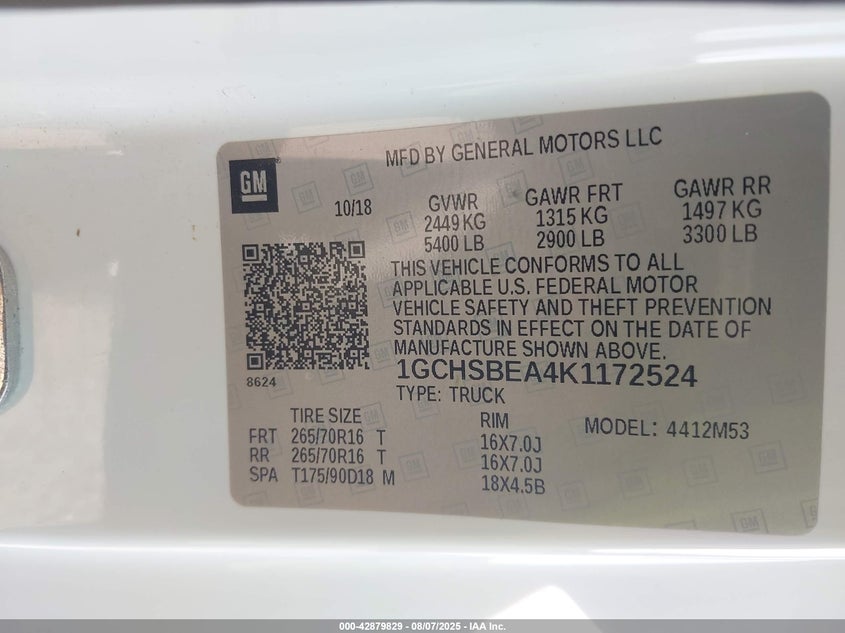 MFD BY GENERAL MOTORS LLC
GM
10/18
GVWR GAWR FRT GAWR RR
2449 KG 1315 KG 1497 KG
5400 LB 2900 LB 3300 LB
THIS VEHICLE CONFORMS TO ALL
APPLICABLE U.S. FEDERAL MOTOR
VEHICLE SAFETY AND THEFT PREVENTION
STANDARDS IN EFFECT ON THE DATE OF
MANUFACTURE SHOWN ABOVE.
8624
1GCHSBEA4K1172524
TYPE: TRUCK
TIRE SIZE RIM MODEL: 4412M53
FRT 265/70R16 T 16X7.0J
RR 265/70R16 T 16X7.0J
SPA T175/90D18 M 18X4.5B
000-42879829 - 08/07/2025 - IAA Inc.